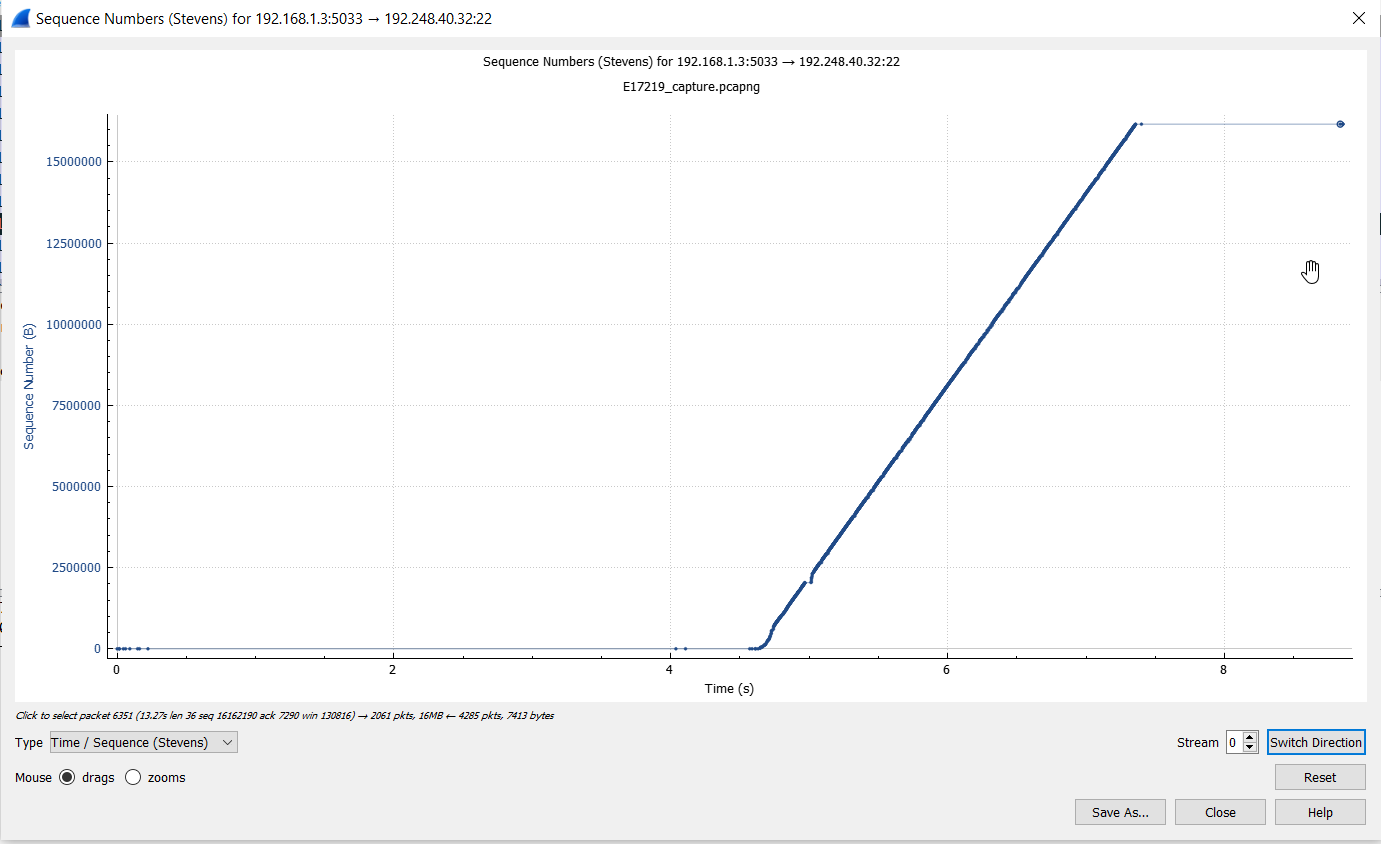 Sequence Numbers (Stevens) for 192.168.1.3:5033 → 192.248.40.32:22
Sequence Numbers (Stevens) for 192.168.1.3:5033 → 192.248.40.32:22
E17219_capture.pcapng
Sequence Number (B)
15000000
12500000
10000000
7500000
5000000
2500000
0
0 2 4 6 8
Time (s)
Click to select packet 6351 (13.27s len 36 seq 16162190 ack 7290 win 130816) → 2061 pkts, 16MB ← 4285 pkts, 7413 bytes
Type Time / Sequence (Stevens) Stream 0 Switch Direction
Mouse drags zooms Reset
Save As... Close Help